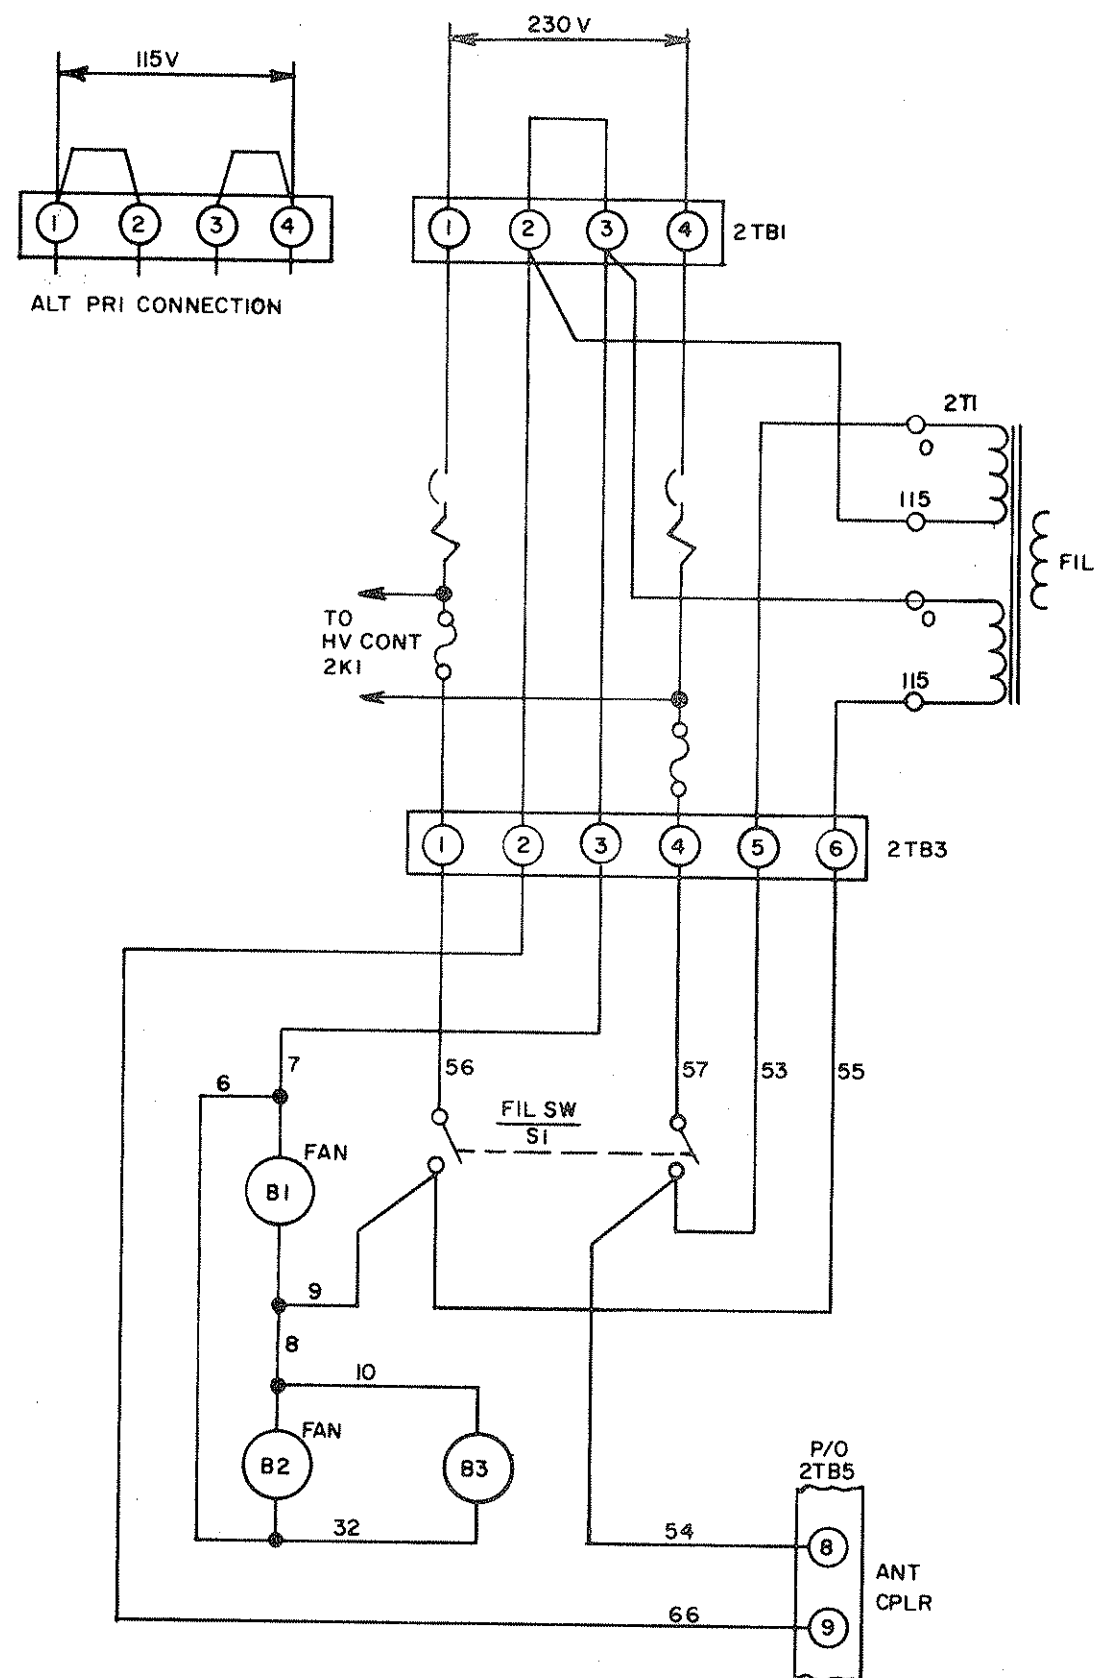 230 V
115V
1 2 3 4
1 2 3 4 2TB1
ALT PRI CONNECTION
2T1
0
115
FIL
0
TO
HV CONT
2K1
115
1 2 3 4 5 6 2TB3
7 56 57 53 55
6
FIL SW
S1
FAN
B1
9
8
10
FAN
B2 B3
P/O
2TB5
32
54 8
ANT
CPLR
66 9